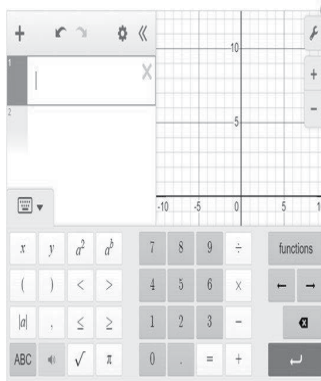 + «
1
10
+
2
−
5
-10 -5 0 5 1
x y a² aᵇ 7 8 9 ÷ functions
( ) < > 4 5 6 × ← →
|a| , ≤ ≥ 1 2 3 −
ABC √ π 0 . = +